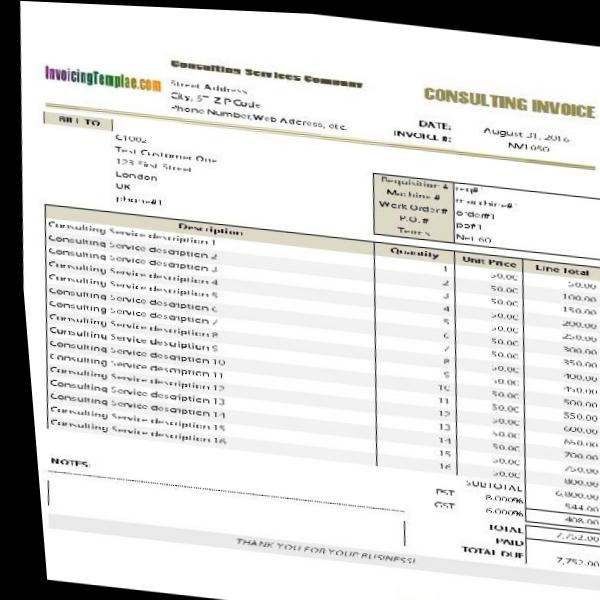 InvoicingTemplae.com
Consulting Services Company
Street Address
City, ST ZIP Code
Phone Number,Web Address, etc.
CONSULTING INVOICE
DATE: August 31, 2016
INVOICE #: NV1050
BILL TO
C1002
Test Customer One
123 First Street
London
UK
phone#1
Requisition # req#
Machine # machine#
Work Order# order#1
P.O.# po#1
Terms Net 60
Description Quantity Unit Price Line Total
Consulting Service description 1 1 50.00 50.00
Consulting Service description 2 2 50.00 100.00
Consulting Service description 3 3 50.00 150.00
Consulting Service description 4 4 50.00 200.00
Consulting Service description 5 5 50.00 250.00
Consulting Service description 6 6 50.00 300.00
Consulting Service description 7 7 50.00 350.00
Consulting Service description 8 8 50.00 400.00
Consulting Service description 9 9 50.00 450.00
Consulting Service description 10 10 50.00 500.00
Consulting Service description 11 11 50.00 550.00
Consulting Service description 12 12 50.00 600.00
Consulting Service description 13 13 50.00 650.00
Consulting Service description 14 14 50.00 700.00
Consulting Service description 15 15 50.00 750.00
Consulting Service description 16 16 50.00 800.00
SUBTOTAL 6,800.00
PST 8.000% 544.00
GST 6.000% 408.00
TOTAL 7,752.00
PAID
TOTAL DUE 7,752.00
NOTES:
THANK YOU FOR YOUR BUSINESS!